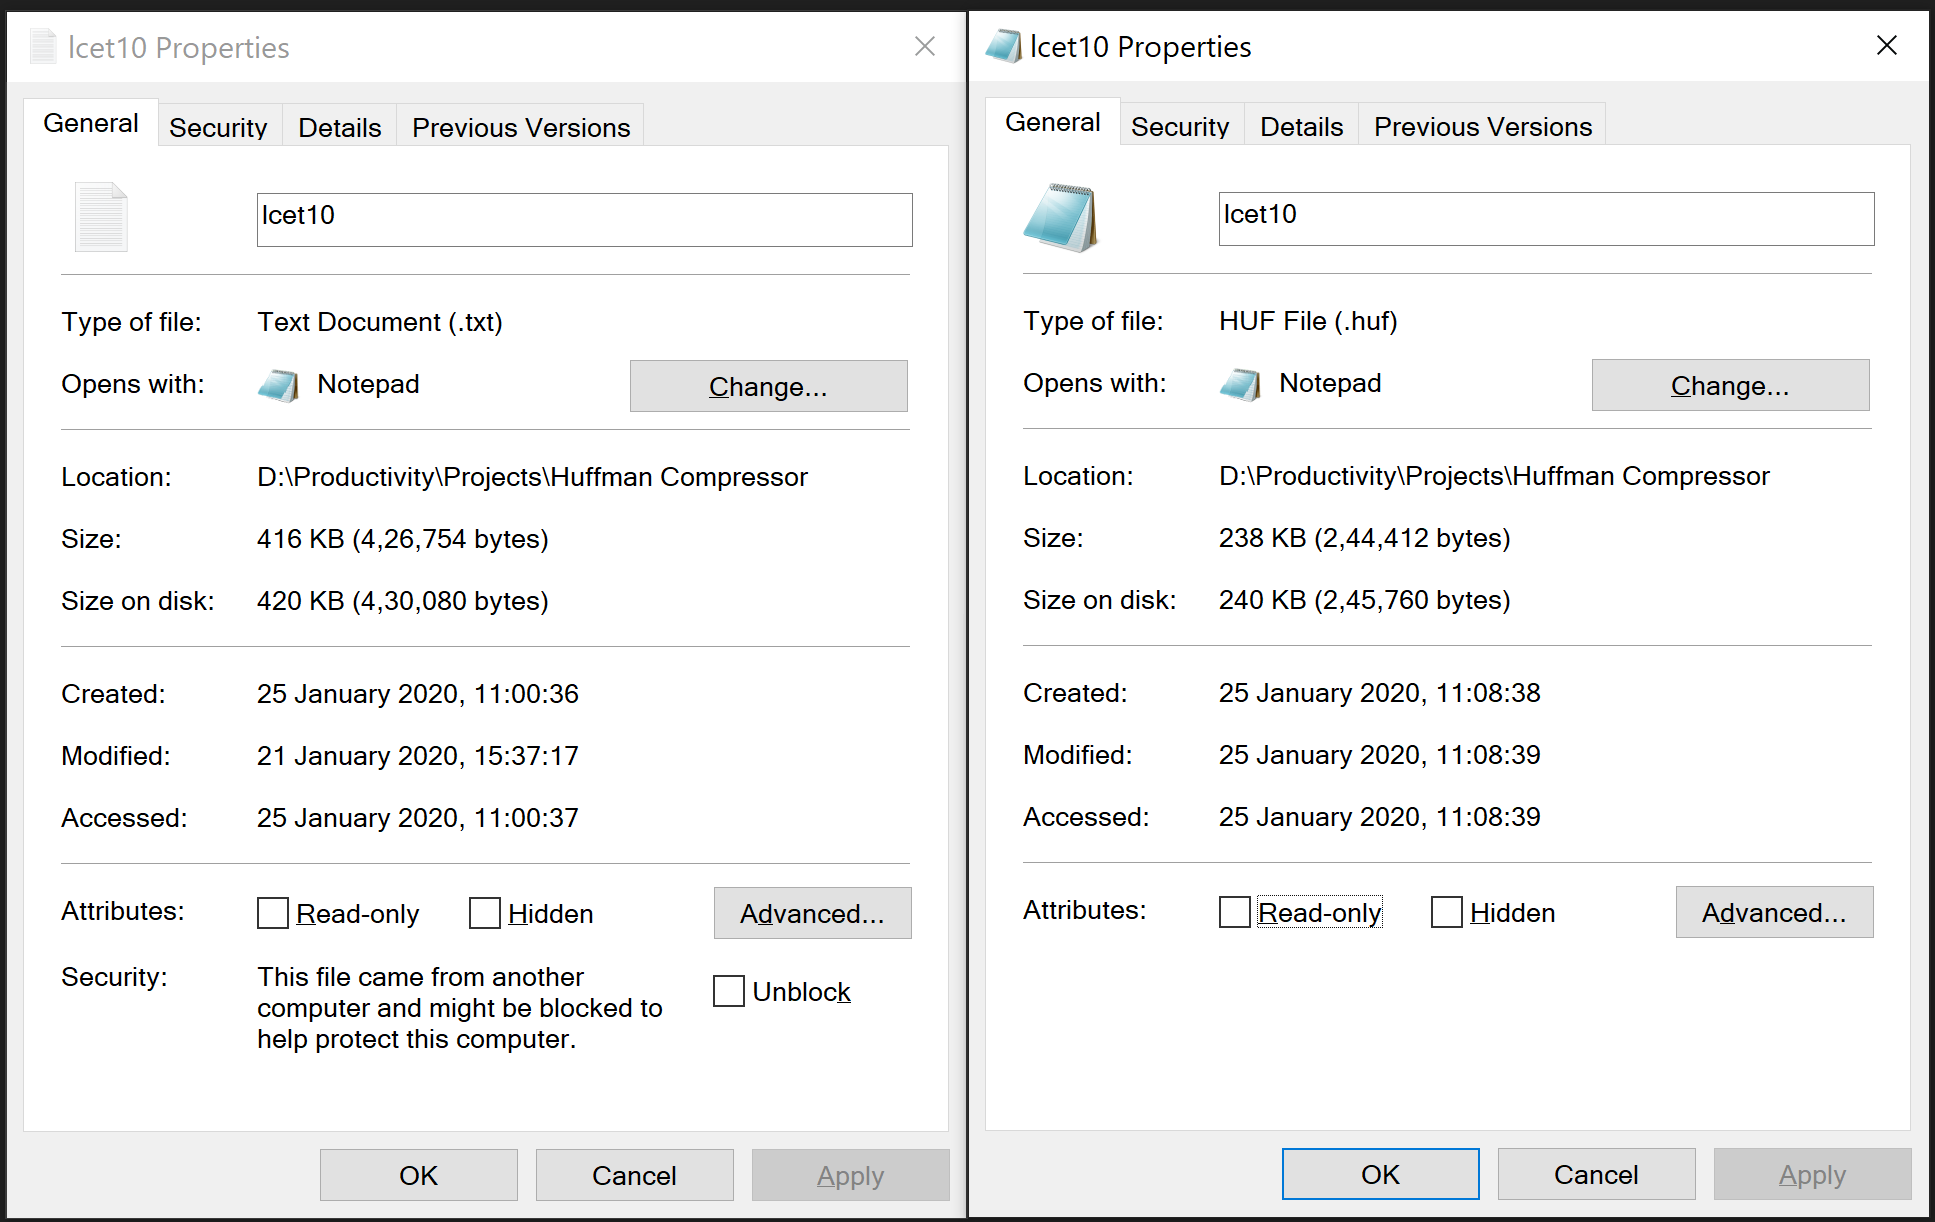 lcet10 Properties
General Security Details Previous Versions
lcet10
Type of file: Text Document (.txt)
Opens with: Notepad Change...
Location: D:\Productivity\Projects\Huffman Compressor
Size: 416 KB (4,26,754 bytes)
Size on disk: 420 KB (4,30,080 bytes)
Created: 25 January 2020, 11:00:36
Modified: 21 January 2020, 15:37:17
Accessed: 25 January 2020, 11:00:37
Attributes: Read-only Hidden Advanced...
Security: This file came from another
computer and might be blocked to
help protect this computer.
Unblock
OK Cancel Apply
lcet10 Properties
General Security Details Previous Versions
lcet10
Type of file: HUF File (.huf)
Opens with: Notepad Change...
Location: D:\Productivity\Projects\Huffman Compressor
Size: 238 KB (2,44,412 bytes)
Size on disk: 240 KB (2,45,760 bytes)
Created: 25 January 2020, 11:08:38
Modified: 25 January 2020, 11:08:39
Accessed: 25 January 2020, 11:08:39
Attributes: Read-only Hidden Advanced...
OK Cancel Apply